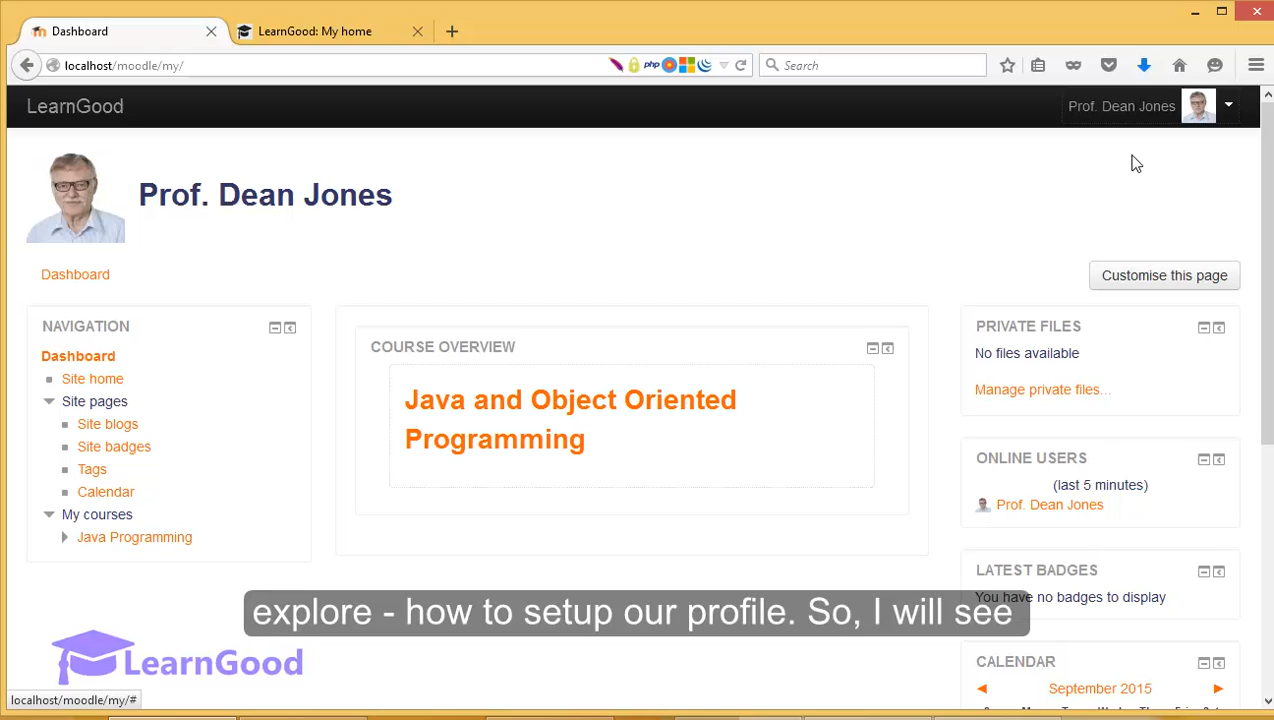 Dashboard
LearnGood: My home
localhost/moodle/my/
php
Search
LearnGood
Prof. Dean Jones
Prof. Dean Jones
Dashboard
Customise this page
NAVIGATION
Dashboard
Site home
Site pages
Site blogs
Site badges
Tags
Calendar
My courses
Java Programming
COURSE OVERVIEW
Java and Object Oriented
Programming
PRIVATE FILES
No files available
Manage private files...
ONLINE USERS
(last 5 minutes)
Prof. Dean Jones
LATEST BADGES
You have no badges to display
CALENDAR
September 2015
explore - how to setup our profile. So, I will see
LearnGood
localhost/moodle/my/#